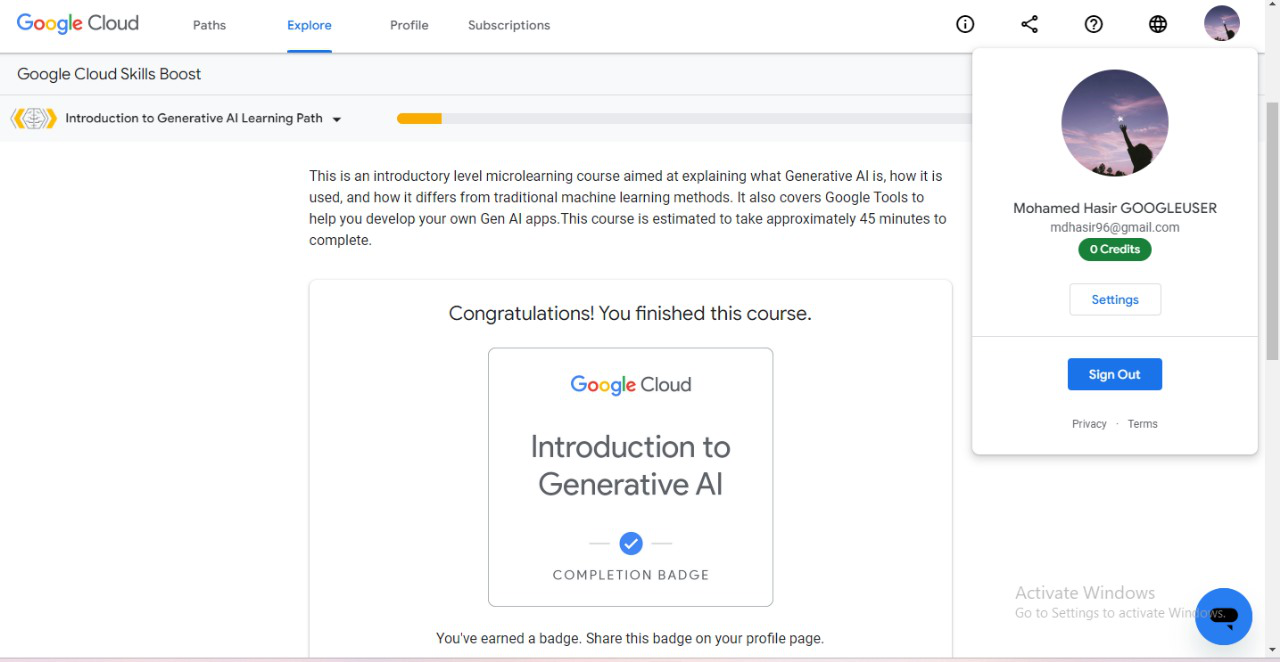 Google Cloud Paths Explore Profile Subscriptions
Google Cloud Skills Boost
Introduction to Generative AI Learning Path
This is an introductory level microlearning course aimed at explaining what Generative AI is, how it is
used, and how it differs from traditional machine learning methods. It also covers Google Tools to
help you develop your own Gen AI apps.This course is estimated to take approximately 45 minutes to
complete.
Congratulations! You finished this course.
Google Cloud
Introduction to
Generative AI
COMPLETION BADGE
You've earned a badge. Share this badge on your profile page.
Mohamed Hasir GOOGLEUSER
mdhasir96@gmail.com
0 Credits
Settings
Sign Out
Privacy · Terms
Activate Windows
Go to Settings to activate Windows.